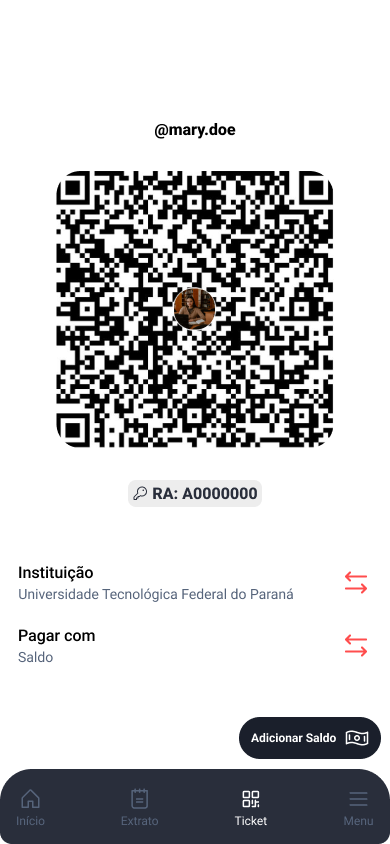 @mary.doe
RA: A0000000
Instituição
Universidade Tecnológica Federal do Paraná
Pagar com
Saldo
Adicionar Saldo
Início
Extrato
Ticket
Menu